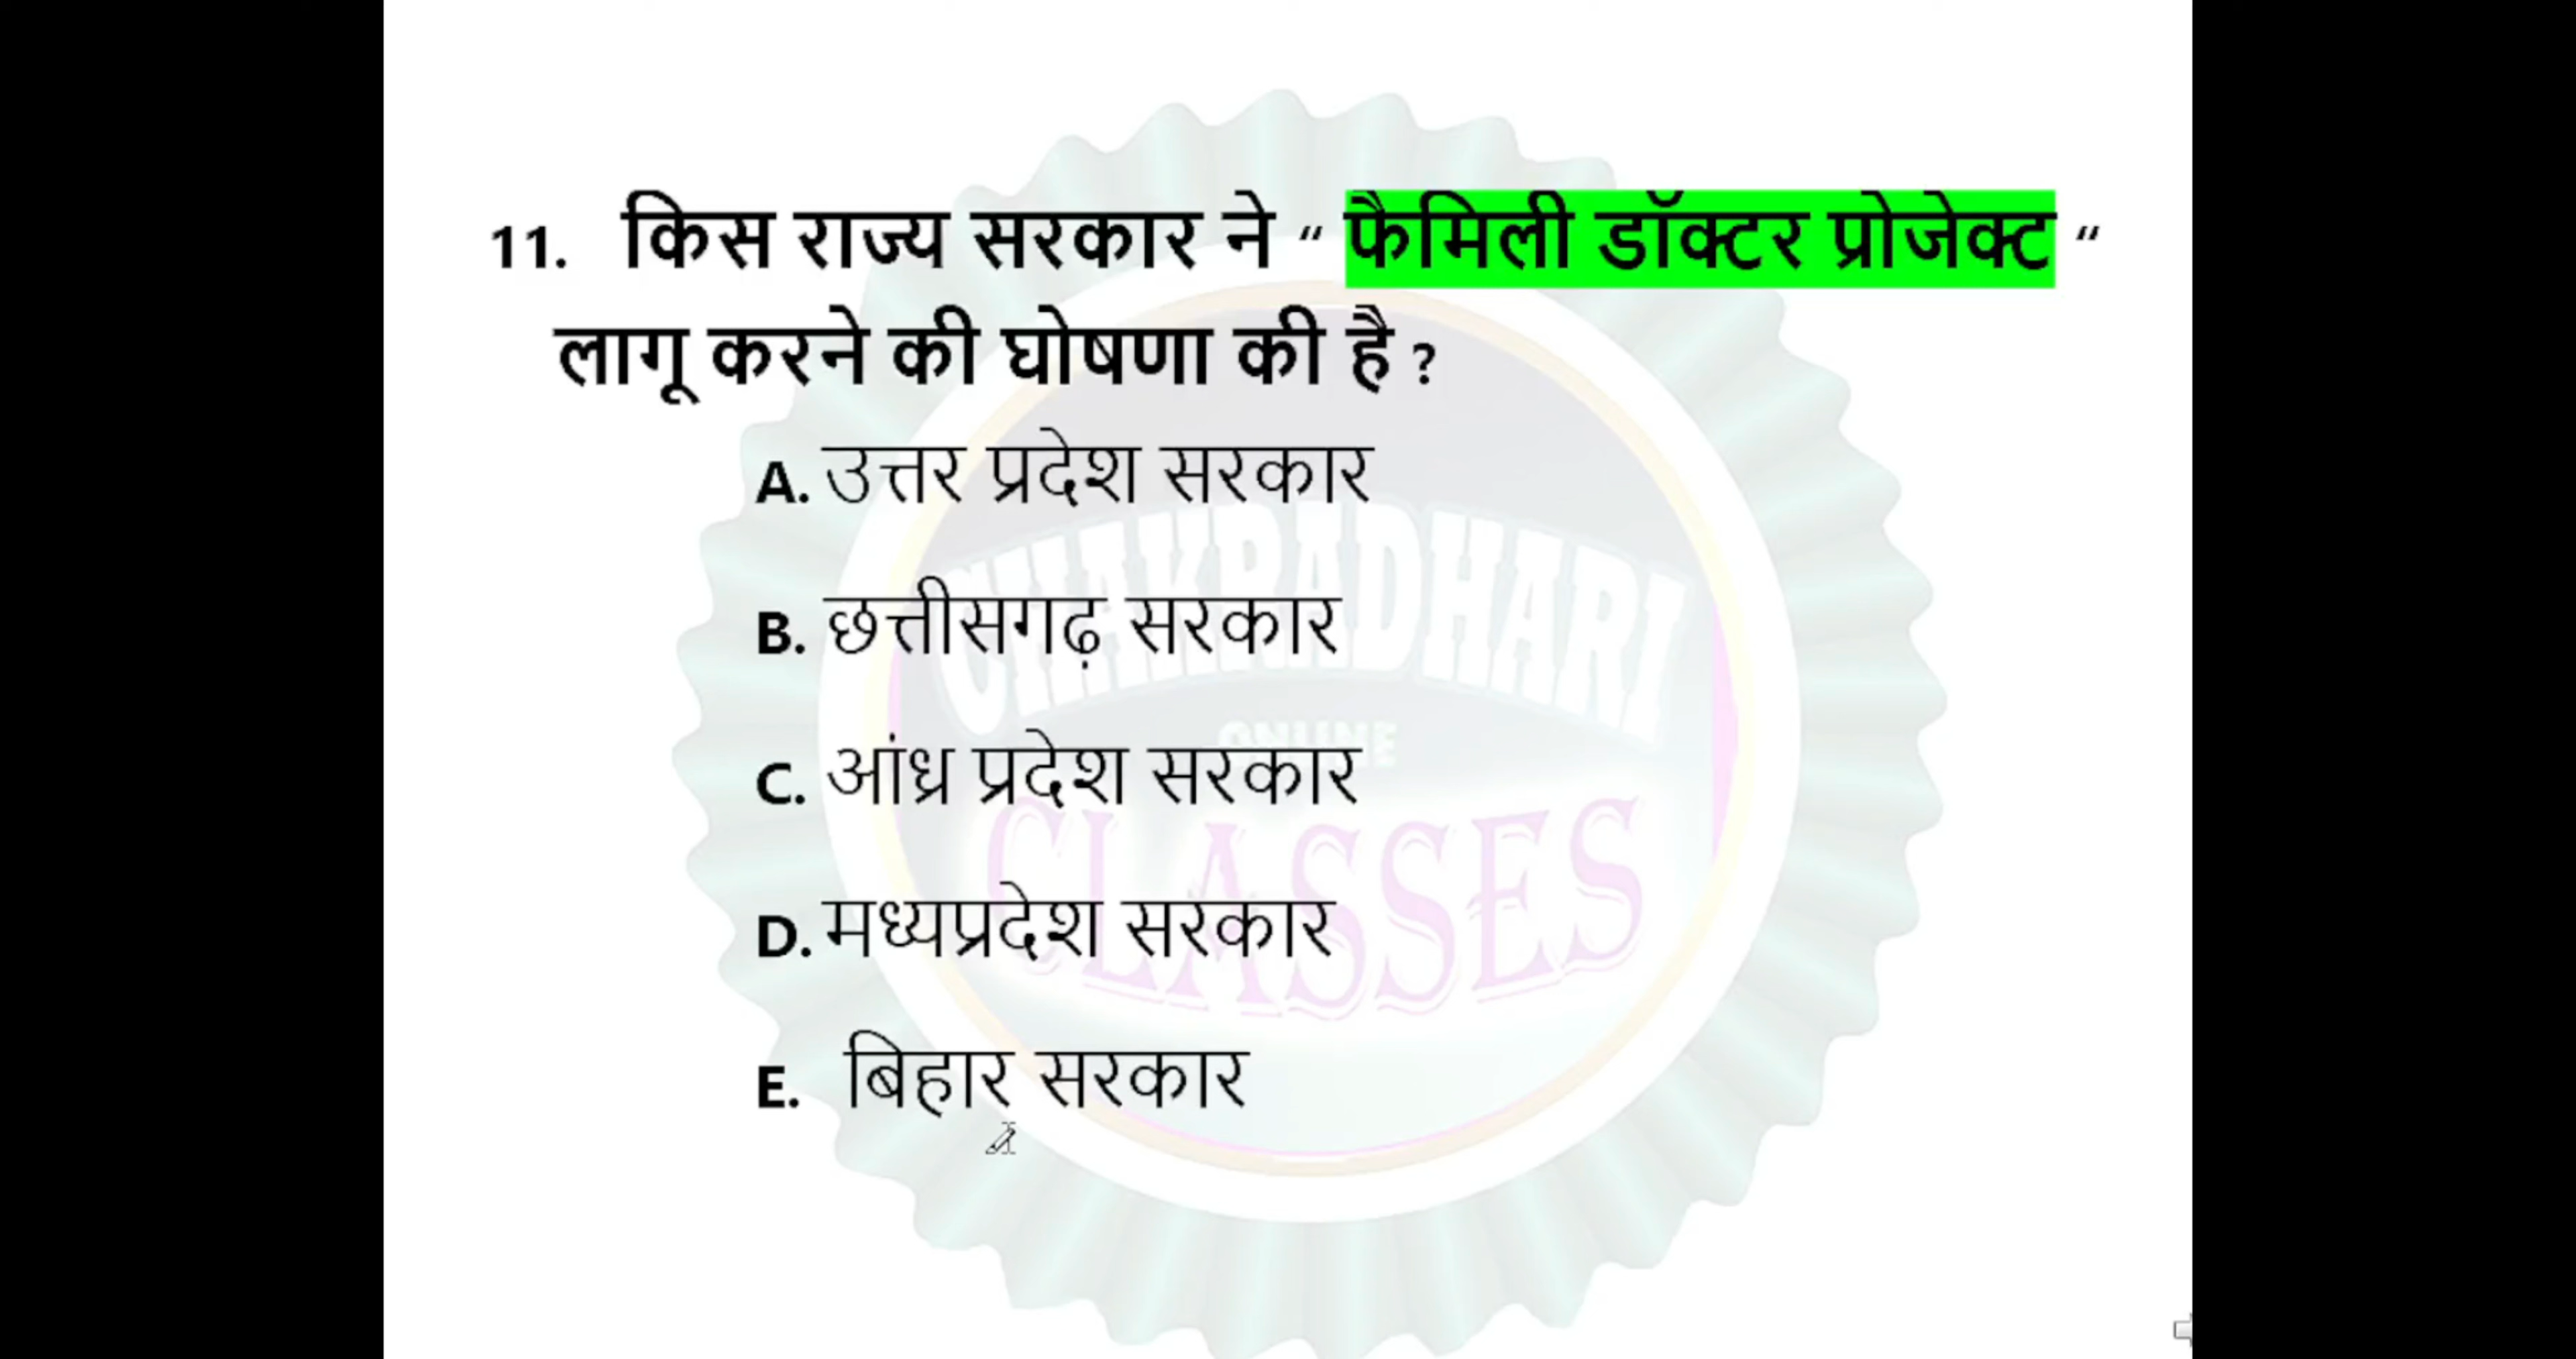 11. किस राज्य सरकार ने “ फैमिली डॉक्टर प्रोजेक्ट “
लागू करने की घोषणा की है ?
A. उत्तर प्रदेश सरकार
B. छत्तीसगढ़ सरकार
C. आंध्र प्रदेश सरकार
D. मध्यप्रदेश सरकार
E. बिहार सरकार
CHAKRADHARI
ONLINE
CLASSES